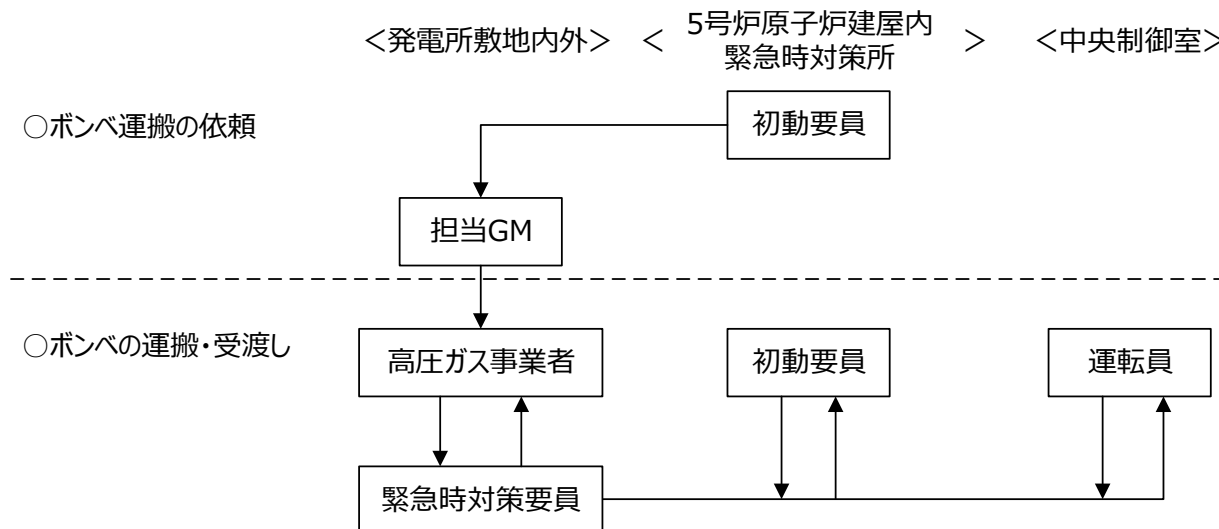 ＜発電所敷地内外＞
＜ 5号炉原子炉建屋内
緊急時対策所 ＞
＜中央制御室＞
○ボンベ運搬の依頼
初動要員
担当GM
○ボンベの運搬・受渡し
高圧ガス事業者
初動要員
運転員
緊急時対策要員